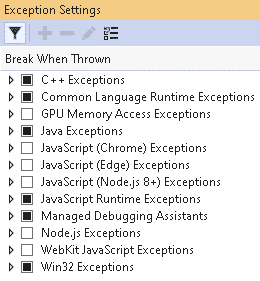 Exception Settings
Break When Thrown
C++ Exceptions
Common Language Runtime Exceptions
GPU Memory Access Exceptions
Java Exceptions
JavaScript (Chrome) Exceptions
JavaScript (Edge) Exceptions
JavaScript (Node.js 8+) Exceptions
JavaScript Runtime Exceptions
Managed Debugging Assistants
Node.js Exceptions
WebKit JavaScript Exceptions
Win32 Exceptions